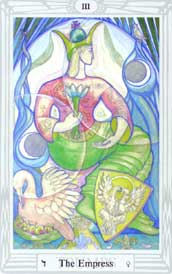 III
ד The Empress ♀